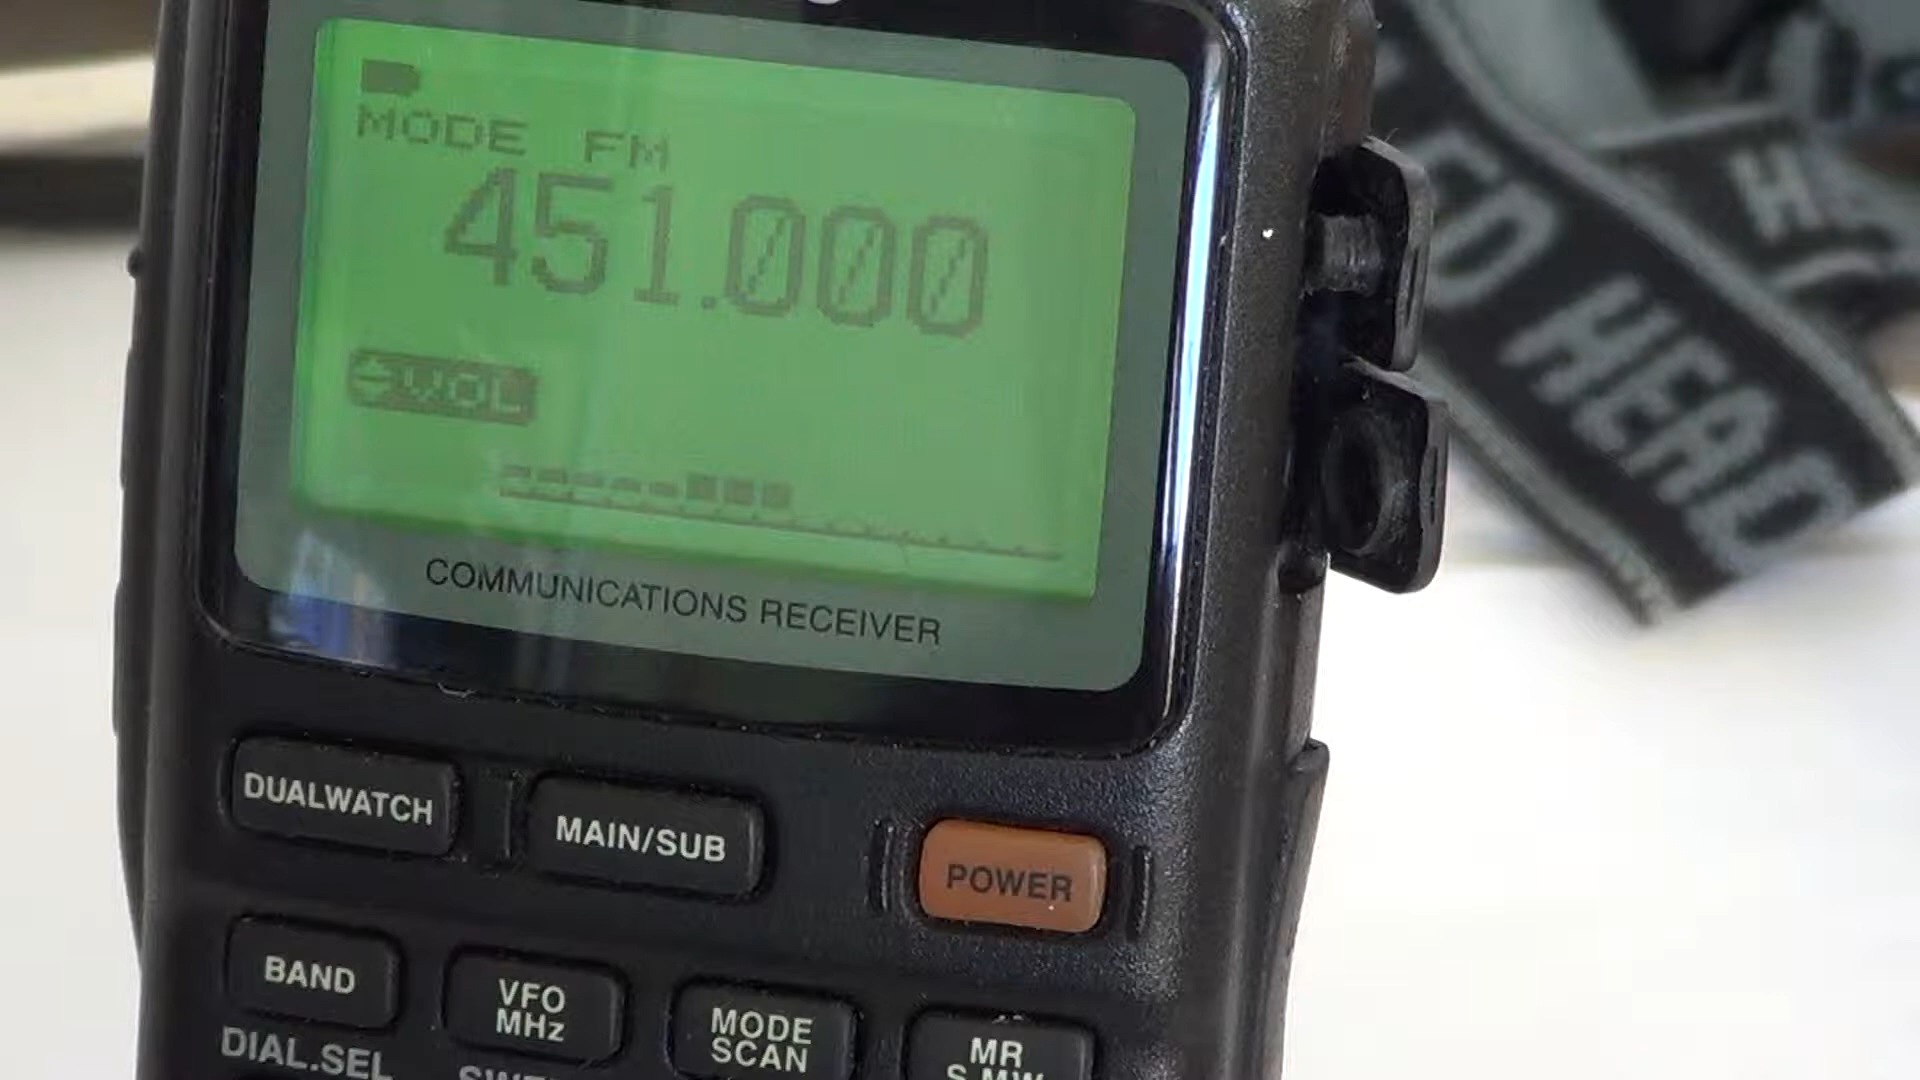 MODE FM
451.000
VOL
COMMUNICATIONS RECEIVER
DUALWATCH
MAIN/SUB
POWER
BAND
VFO
MHz
MODE
SCAN
MR
DIAL.SEL
HEAD